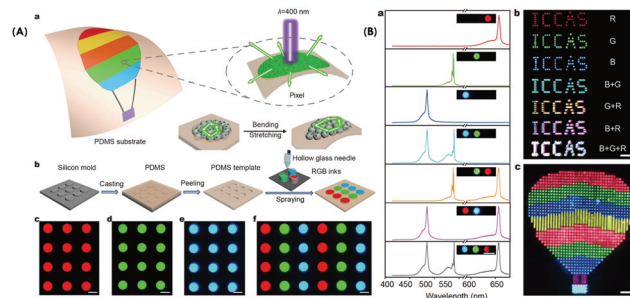 (A)
a
λ=400 nm
PDMS substrate
Pixel
Bending
Stretching
b
Silicon mold
PDMS
PDMS template
Hollow glass needle
RGB inks
Casting
Peeling
Spraying
c
d
e
f
(B)
a
400
450
500
550
600
650
Wavelength (nm)
b
ICCAS R
ICCAS G
ICCAS B
ICCAS B+G
ICCAS G+R
ICCAS B+R
ICCAS B+G+R
c